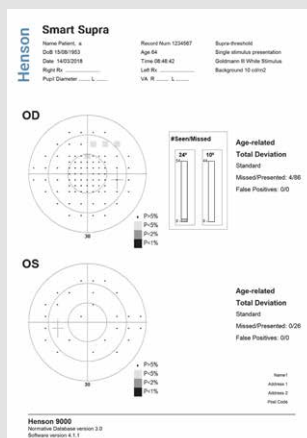 Henson
Smart Supra
Name Patient, a
DoB 15/08/1953
Date 14/03/2018
Right Rx
Pupil Diameter L
Record Num 1234567
Age 64
Time 08:46:42
Left Rx
VA R L
Supra-threshold
Single stimulus presentation
Goldmann III White Stimulus
Background 10 cd/m2
OD
30
P>5%
P<5%
P<2%
P<1%
#Seen/Missed
24° 10°
Age-related
Total Deviation
Standard
Missed/Presented: 4/86
False Positives: 0/0
OS
30
P>5%
P<5%
P<2%
P<1%
Age-related
Total Deviation
Standard
Missed/Presented: 0/26
False Positives: 0/0
Name1
Address 1
Address 2
Post Code
Henson 9000
Normative Database version 2.0
Software version 4.1.1